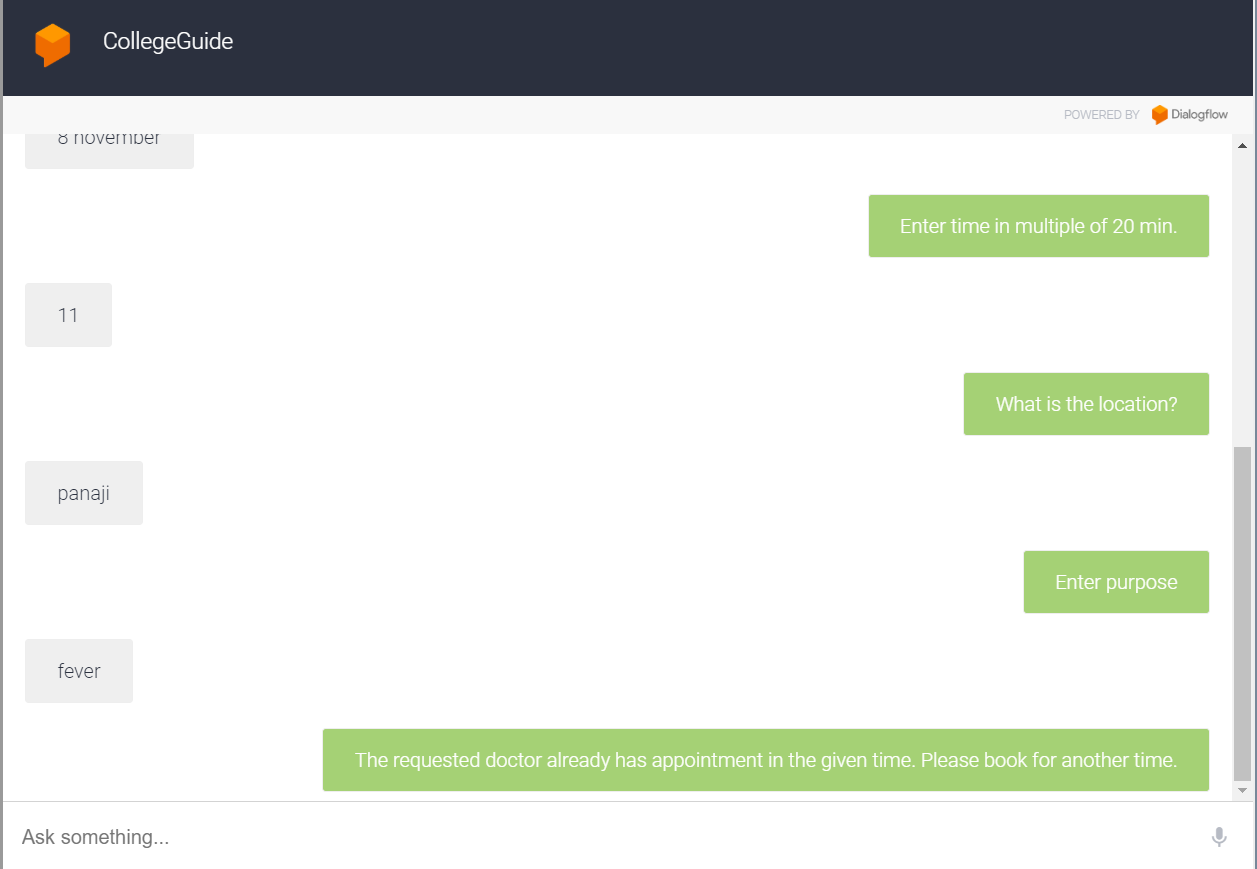 CollegeGuide
POWERED BY Dialogflow
8 november
Enter time in multiple of 20 min.
11
What is the location?
panaji
Enter purpose
fever
The requested doctor already has appointment in the given time. Please book for another time.
Ask something...